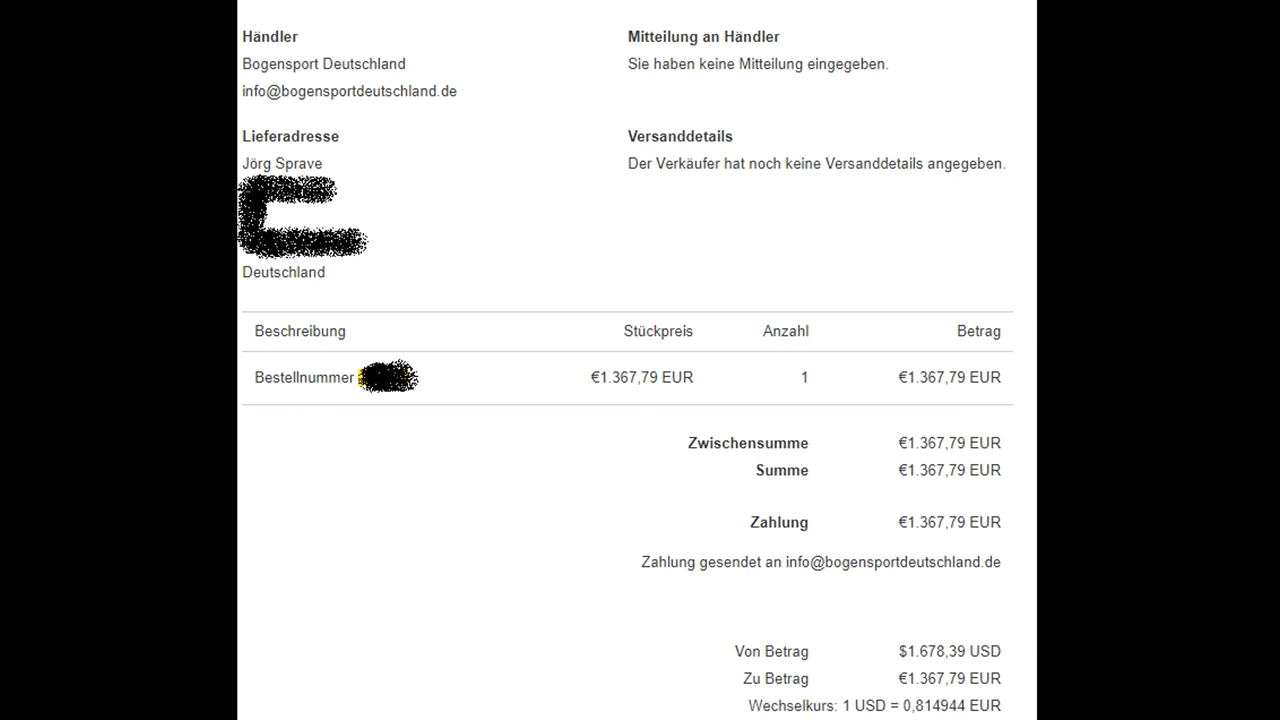 Händler
Bogensport Deutschland
info@bogensportdeutschland.de
Mitteilung an Händler
Sie haben keine Mitteilung eingegeben.
Lieferadresse
Jörg Sprave
Deutschland
Versanddetails
Der Verkäufer hat noch keine Versanddetails angegeben.
Beschreibung Stückpreis Anzahl Betrag
Bestellnummer €1.367,79 EUR 1 €1.367,79 EUR
Zwischensumme €1.367,79 EUR
Summe €1.367,79 EUR
Zahlung €1.367,79 EUR
Zahlung gesendet an info@bogensportdeutschland.de
Von Betrag $1.678,39 USD
Zu Betrag €1.367,79 EUR
Wechselkurs: 1 USD = 0,814944 EUR